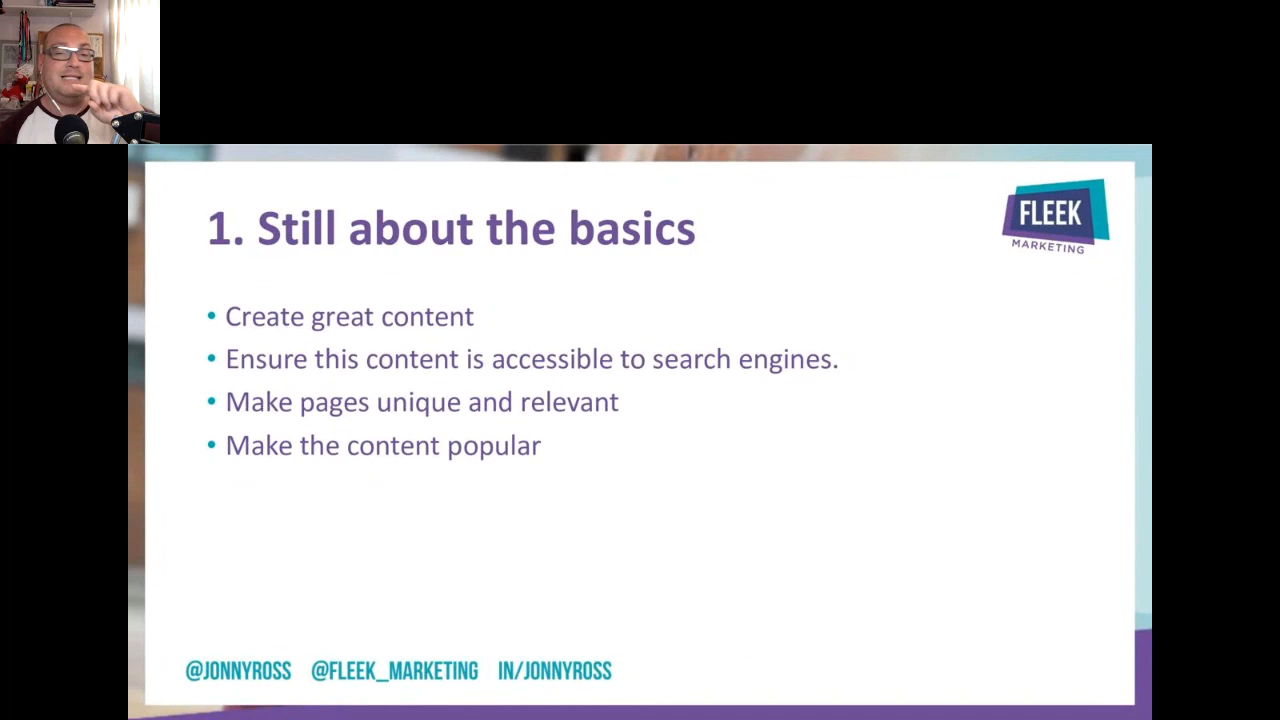 1. Still about the basics
FLEEK
MARKETING
• Create great content
• Ensure this content is accessible to search engines.
• Make pages unique and relevant
• Make the content popular
@JONNYROSS @FLEEK_MARKETING IN/JONNYROSS